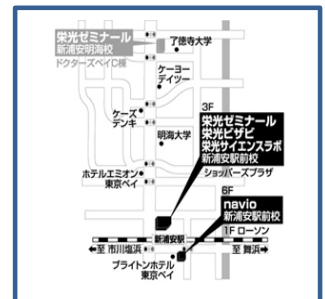 栄光ゼミナール
新浦安明海校
ドクターズベイC棟
了徳寺大学
ケーヨー
デイツー
ケーズ
デンキ
明海大学
3F
栄光ゼミナール
栄光ビザビ
栄光サイエンスラボ
新浦安駅前校
ショッパーズプラザ
ホテルエミオン
東京ベイ
6F
navio
新浦安駅前校
1F ローソン
新浦安駅
至 市川塩浜
至 舞浜
ブライトンホテル
東京ベイ